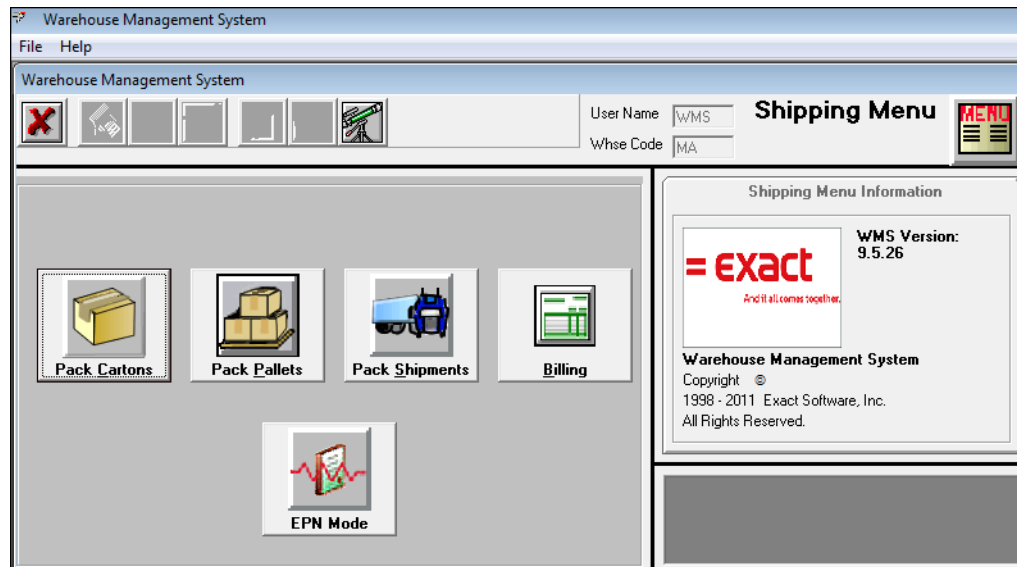 Warehouse Management System
File Help
Warehouse Management System
User Name WMS
Whse Code MA
Shipping Menu
MENU
Shipping Menu Information
= exact
And it all comes together.
WMS Version:
9.5.26
Warehouse Management System
Copyright ©
1998 - 2011 Exact Software, Inc.
All Rights Reserved.
Pack Cartons
Pack Pallets
Pack Shipments
Billing
EPN Mode